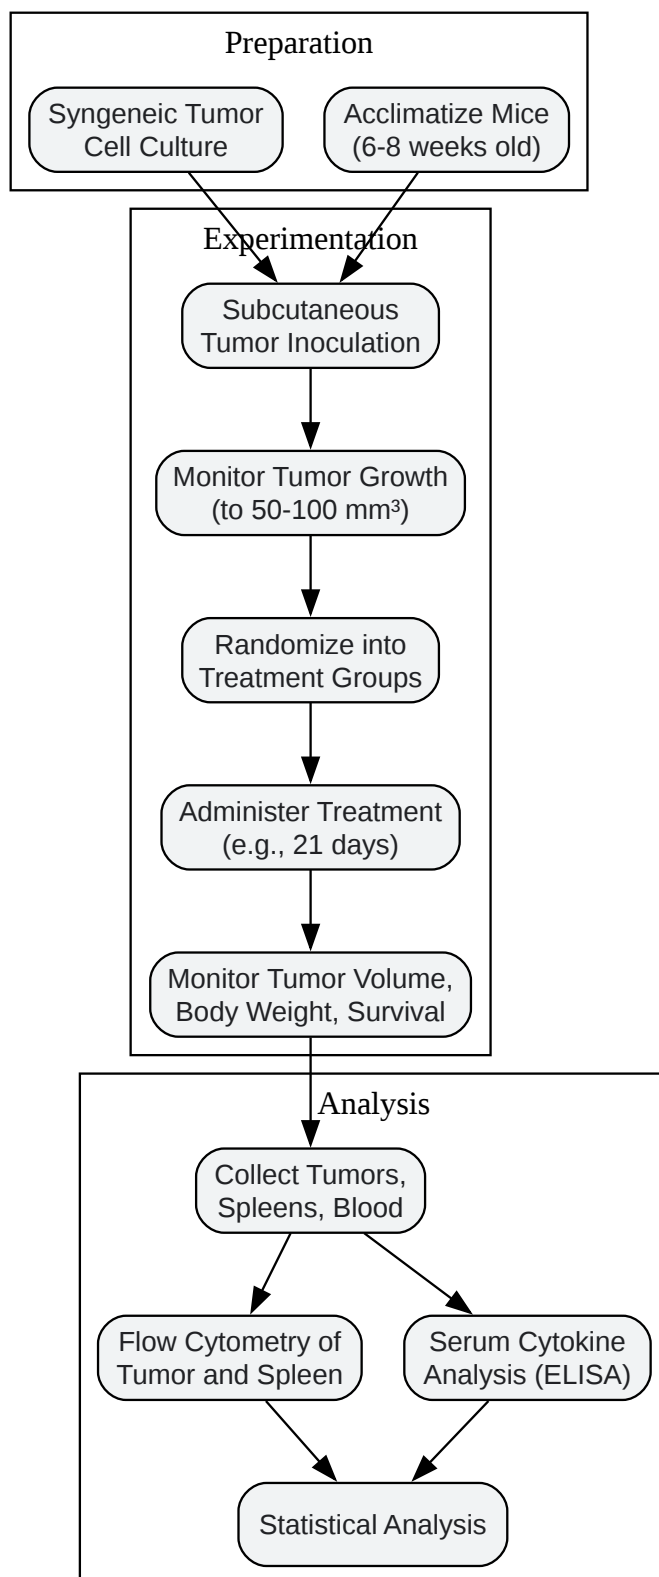 Preparation
Syngeneic Tumor
Cell Culture
Acclimatize Mice
(6-8 weeks old)
Experimentation
Subcutaneous
Tumor Inoculation
Monitor Tumor Growth
(to 50-100 mm³)
Randomize into
Treatment Groups
Administer Treatment
(e.g., 21 days)
Monitor Tumor Volume,
Body Weight, Survival
Analysis
Collect Tumors,
Spleens, Blood
Flow Cytometry of
Tumor and Spleen
Serum Cytokine
Analysis (ELISA)
Statistical Analysis